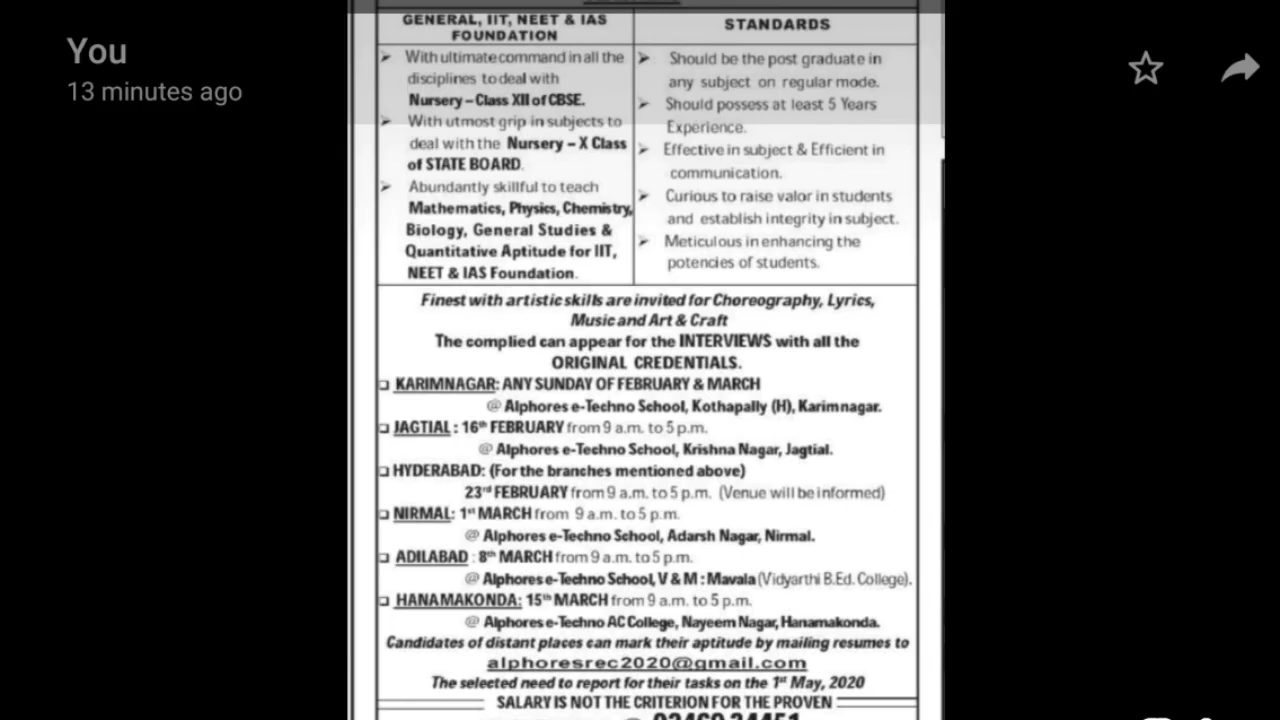 You
13 minutes ago
GENERAL, IIT, NEET & IAS
FOUNDATION
➢ With ultimate command in all the
disciplines to deal with
Nursery – Class XII of CBSE.
➢ With utmost grip in subjects to
deal with the Nursery – X Class
of STATE BOARD.
➢ Abundantly skillful to teach
Mathematics, Physics, Chemistry,
Biology, General Studies &
Quantitative Aptitude for IIT,
NEET & IAS Foundation.
STANDARDS
➢ Should be the post graduate in
any subject on regular mode.
➢ Should possess at least 5 Years
Experience.
➢ Effective in subject & Efficient in
communication.
➢ Curious to raise valor in students
and establish integrity in subject.
➢ Meticulous in enhancing the
potencies of students.
Finest with artistic skills are invited for Choreography, Lyrics,
Music and Art & Craft
The complied can appear for the INTERVIEWS with all the
ORIGINAL CREDENTIALS.
❑ KARIMNAGAR: ANY SUNDAY OF FEBRUARY & MARCH
@ Alphores e-Techno School, Kothapally (H), Karimnagar.
❑ JAGTIAL : 16th FEBRUARY from 9 a.m. to 5 p.m.
@ Alphores e-Techno School, Krishna Nagar, Jagtial.
❑ HYDERABAD: (For the branches mentioned above)
23rd FEBRUARY from 9 a.m. to 5 p.m. (Venue will be informed)
❑ NIRMAL: 1st MARCH from 9 a.m. to 5 p.m.
@ Alphores e-Techno School, Adarsh Nagar, Nirmal.
❑ ADILABAD : 8th MARCH from 9 a.m. to 5 p.m.
@ Alphores e-Techno School, V & M : Mavala (Vidyarthi B.Ed. College).
❑ HANAMAKONDA: 15th MARCH from 9 a.m. to 5 p.m.
@ Alphores e-Techno AC College, Nayeem Nagar, Hanamakonda.
Candidates of distant places can mark their aptitude by mailing resumes to
alphoresrec2020@gmail.com
The selected need to report for their tasks on the 1st May, 2020
SALARY IS NOT THE CRITERION FOR THE PROVEN